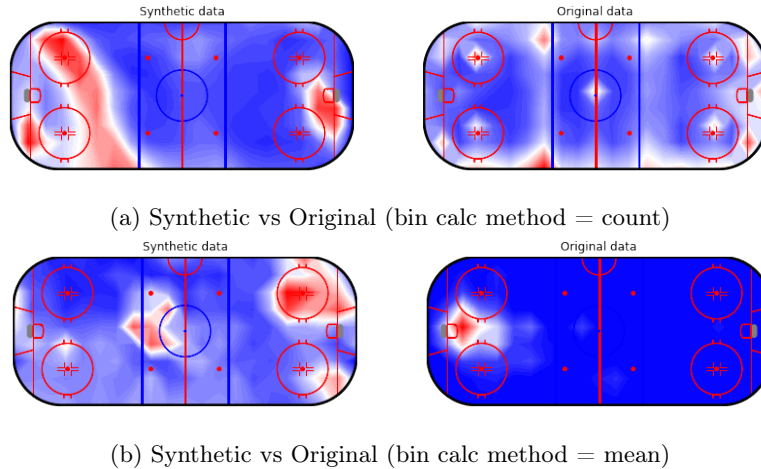 Synthetic data
Original data
(a) Synthetic vs Original (bin calc method = count)
Synthetic data
Original data
(b) Synthetic vs Original (bin calc method = mean)